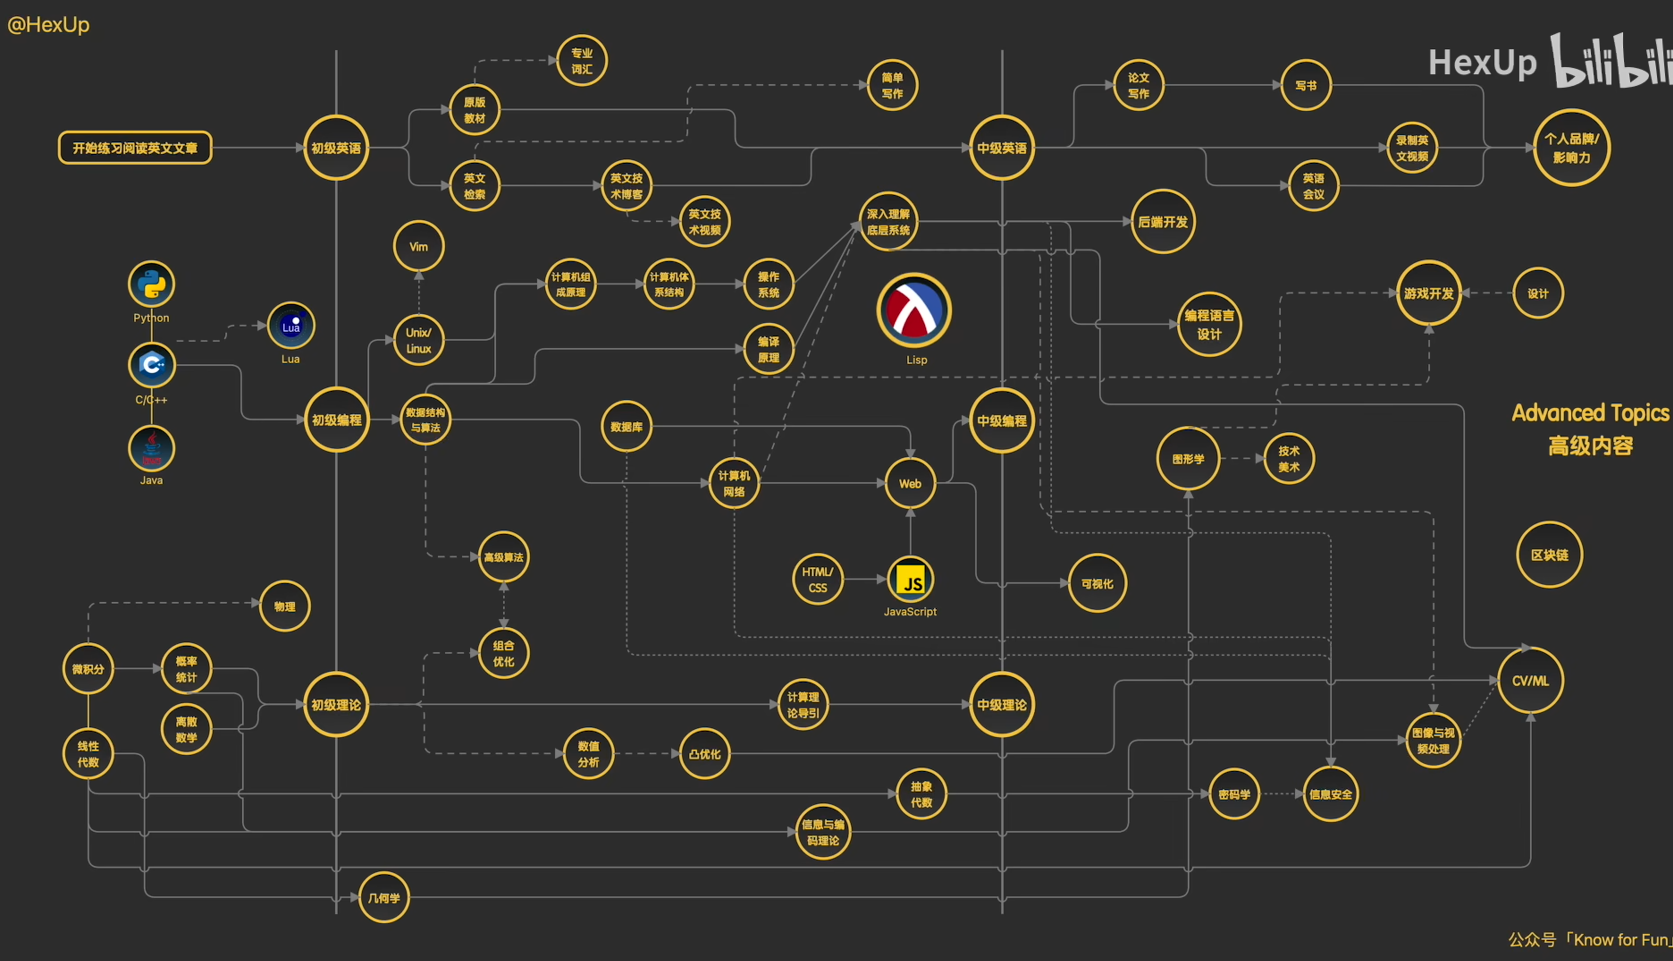 @HexUp
HexUp bilibili
专业
词汇
原版
教材
简单
写作
论文
写作
写书
开始练习阅读英文文章
初级英语
中级英语
录制英
文视频
个人品牌/
影响力
英文
检索
英文技
术博客
英语
会议
英文技
术视频
深入理解
底层系统
后端开发
Vim
Python
计算机组
成原理
计算机体
系结构
操作
系统
游戏开发
设计
Lua
Lua
Unix/
Linux
编译
原理
Lisp
编程语言
设计
C/C++
初级编程
数据结构
与算法
数据库
中级编程
Advanced Topics
高级内容
Java
Java
计算机
网络
Web
图形学
技术
美术
高级算法
HTML/
CSS
JS
JavaScript
可视化
区块链
物理
微积分
概率
统计
组合
优化
离散
数学
初级理论
计算理
论导引
中级理论
CV/ML
线性
代数
数值
分析
凸优化
图像与视
频处理
抽象
代数
密码学
信息安全
信息与编
码理论
几何学
公众号「Know for Fun」